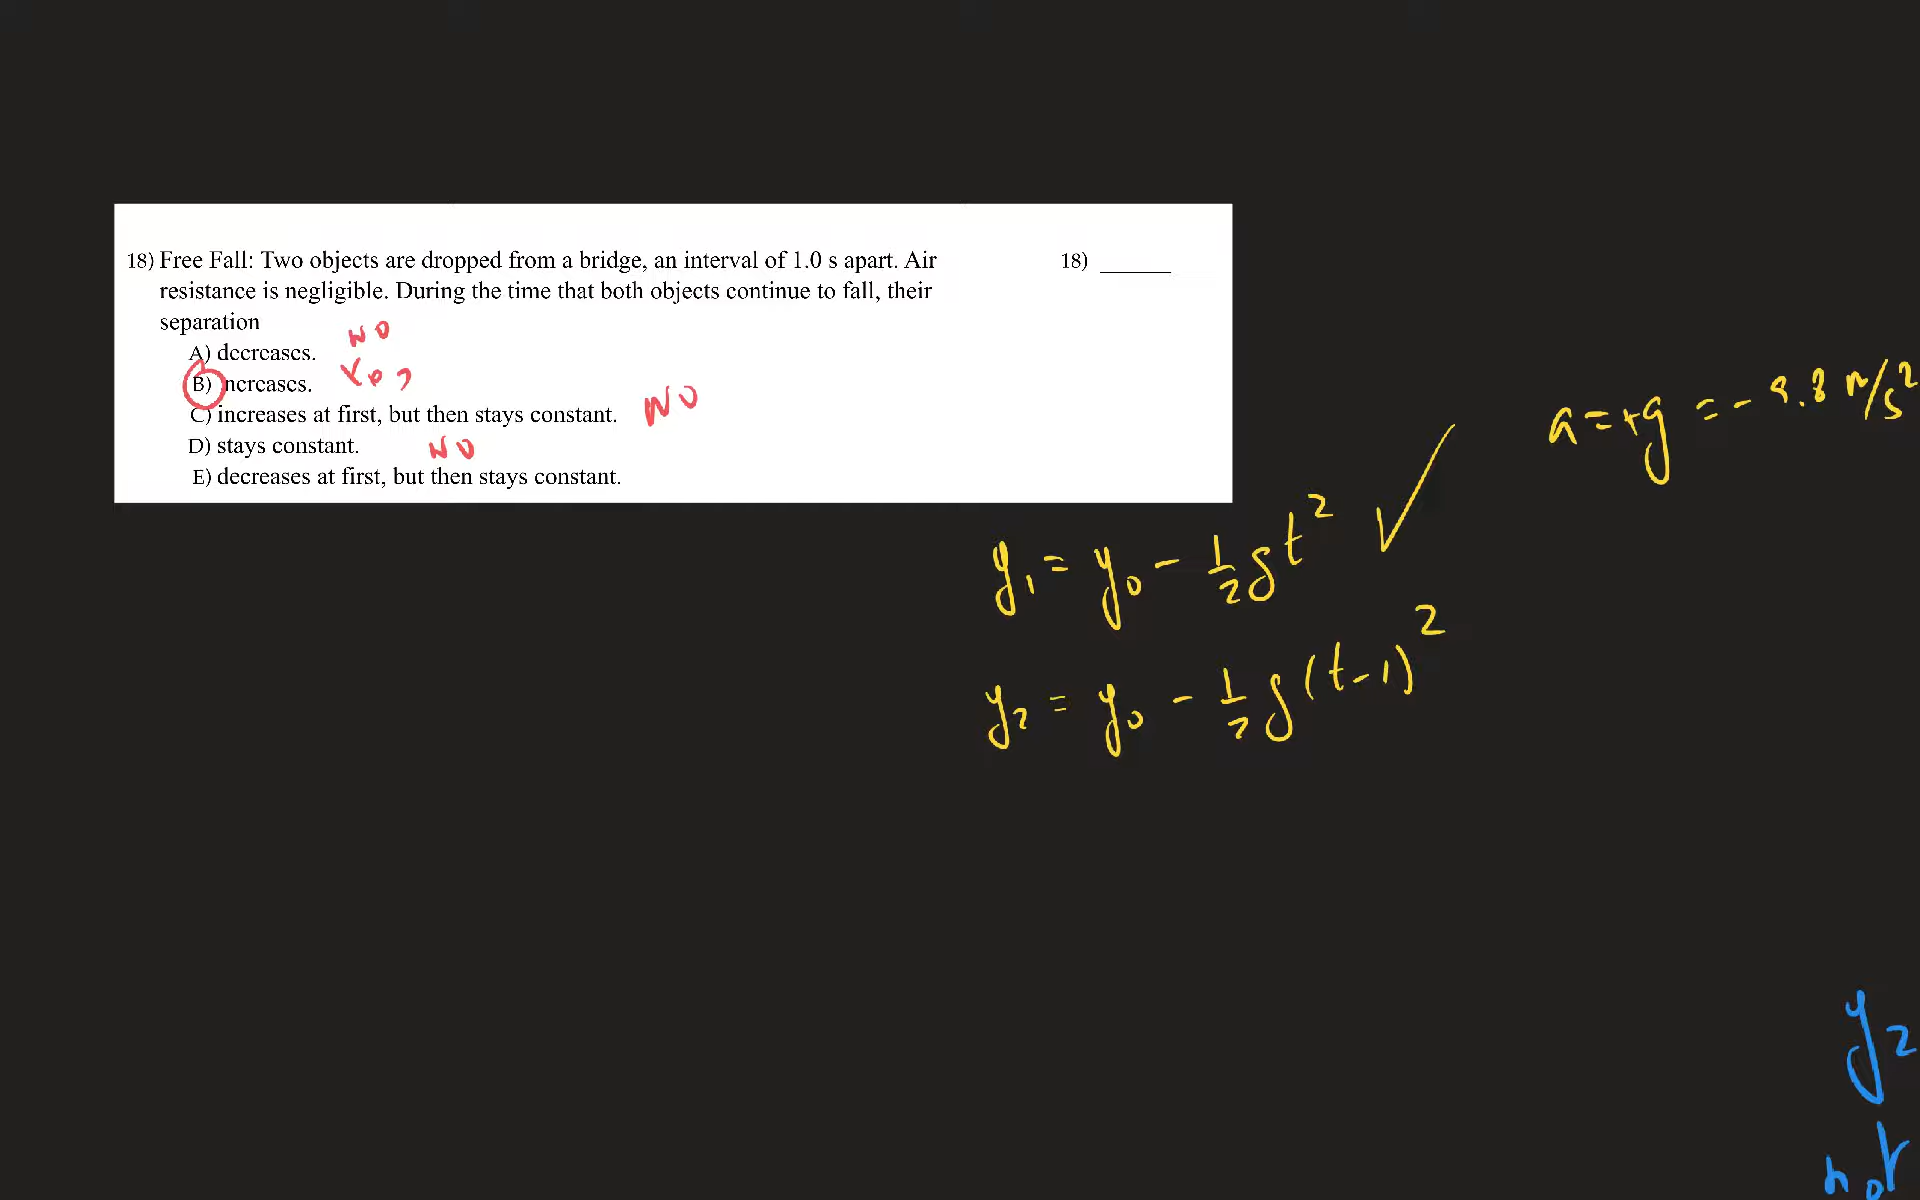 18) Free Fall: Two objects are dropped from a bridge, an interval of 1.0 s apart. Air 18) ______
resistance is negligible. During the time that both objects continue to fall, their
separation
A) decreases. NO
B) increases. Yes
C) increases at first, but then stays constant. NO
D) stays constant. NO
E) decreases at first, but then stays constant.
a = +g = - 9.8 m/s²
y₁ = y₀ - ½gt² ✓
y₂ = y₀ - ½g(t-1)²
y₂
not